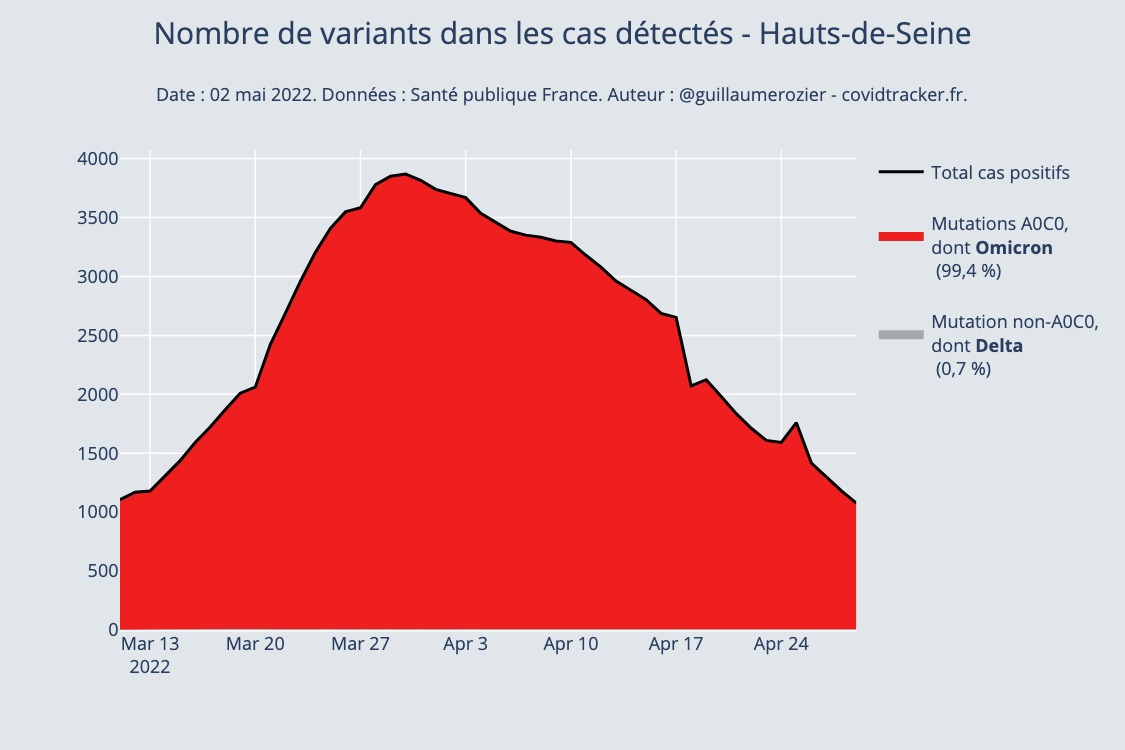 Nombre de variants dans les cas détectés - Hauts-de-Seine
Date : 02 mai 2022. Données : Santé publique France. Auteur : @guillaumerozier - covidtracker.fr.
4000
3500
3000
2500
2000
1500
1000
500
0
Mar 13
2022
Mar 20
Mar 27
Apr 3
Apr 10
Apr 17
Apr 24
Total cas positifs
Mutations A0C0,
dont Omicron
(99,4 %)
Mutation non-A0C0,
dont Delta
(0,7 %)